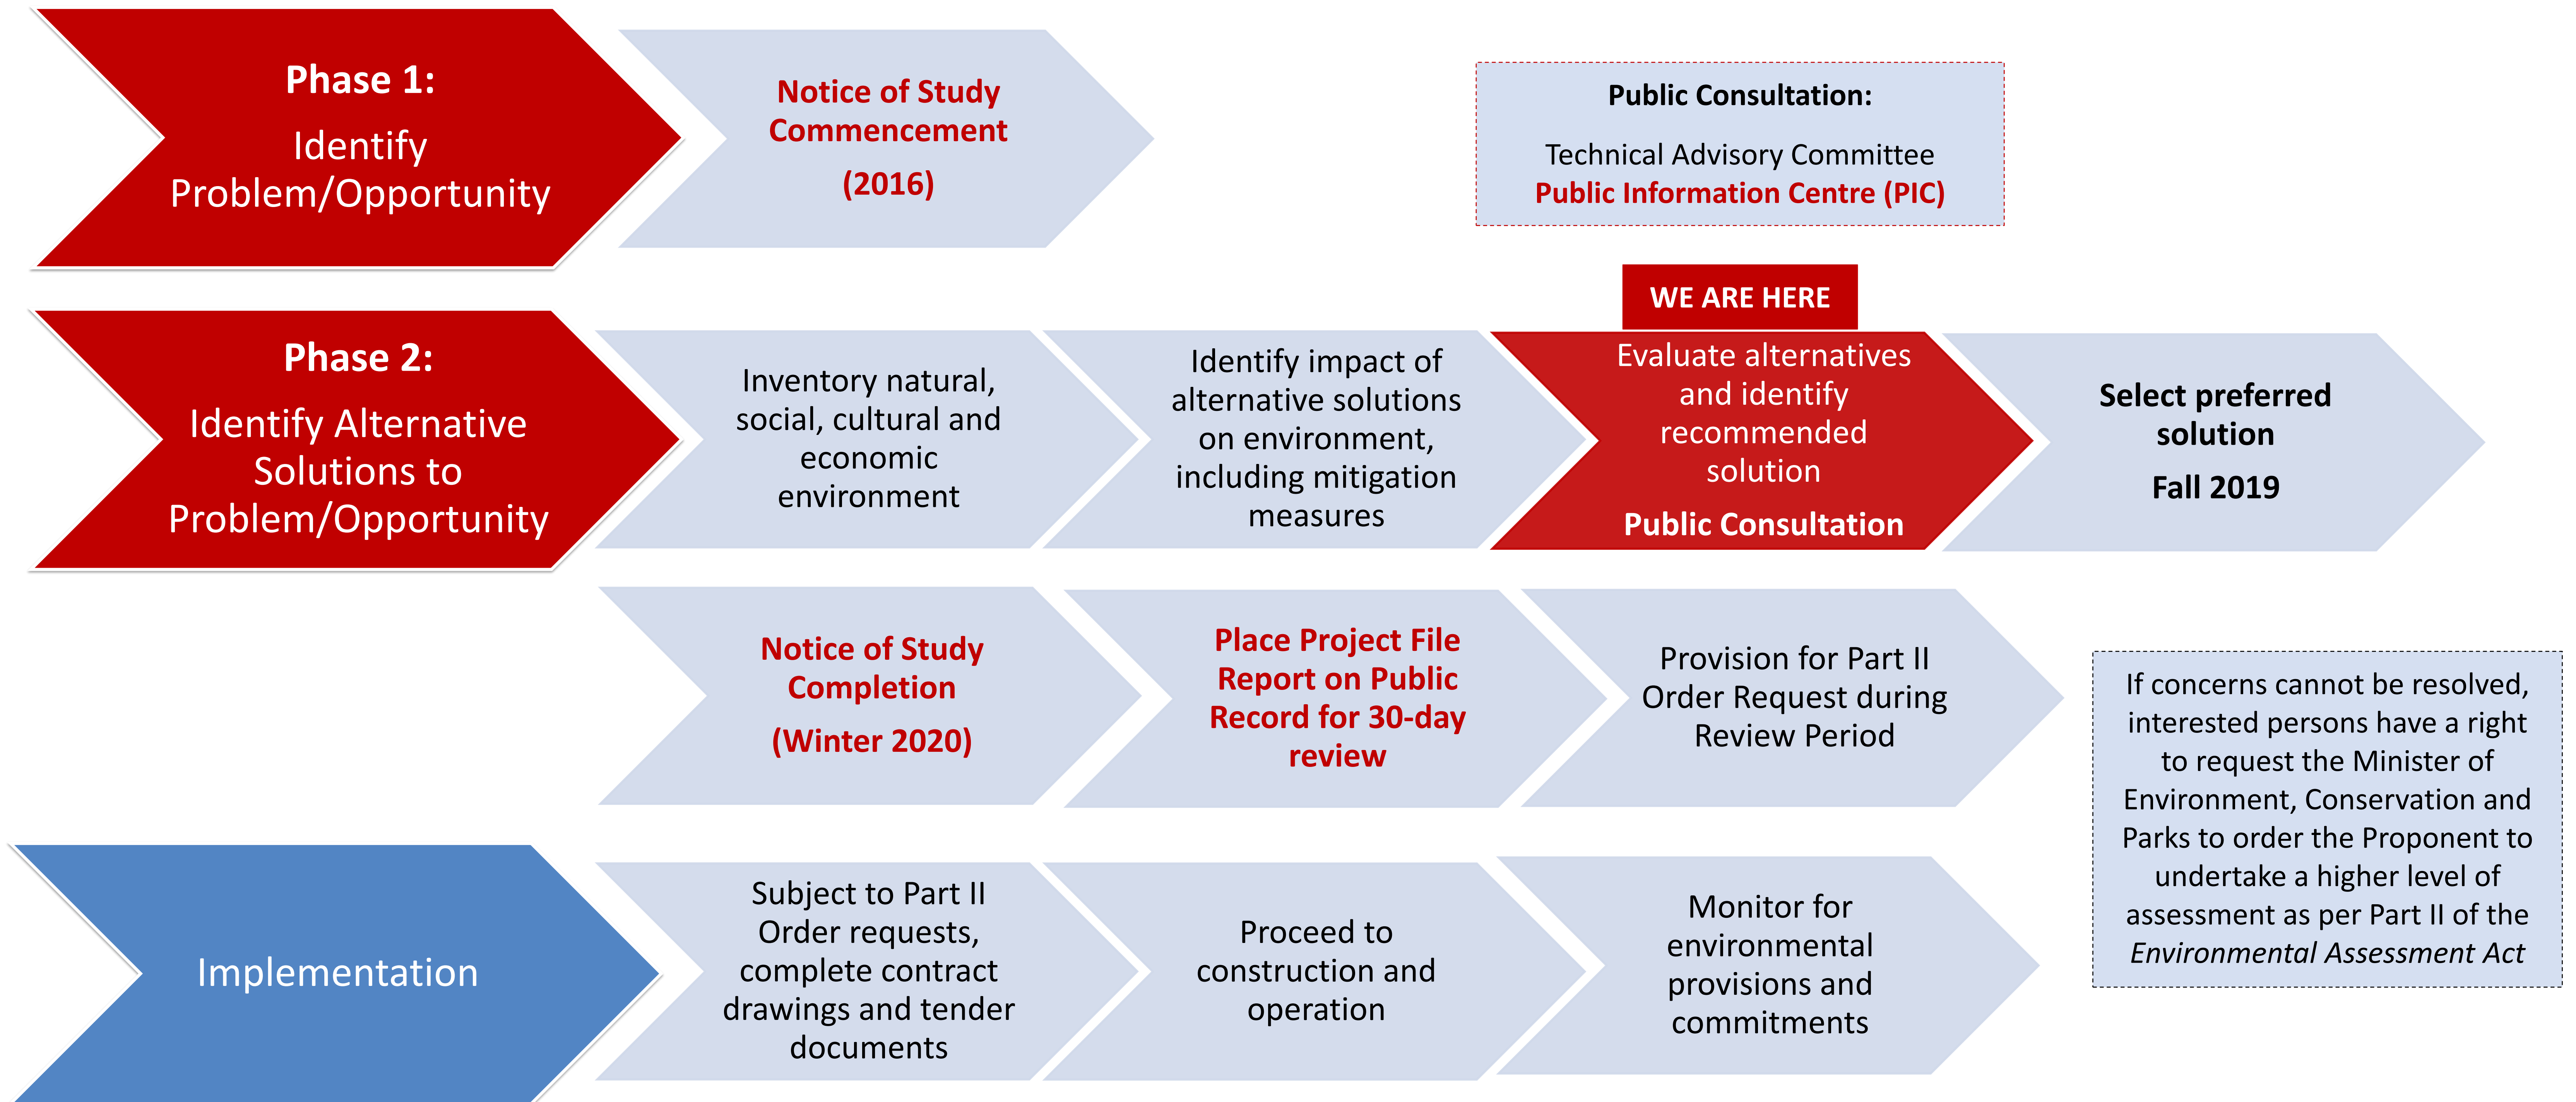 Phase 1:
Identify
Problem/Opportunity
Notice of Study
Commencement
(2016)
Public Consultation:
Technical Advisory Committee
Public Information Centre (PIC)
WE ARE HERE
Phase 2:
Identify Alternative
Solutions to
Problem/Opportunity
Inventory natural,
social, cultural and
economic
environment
Identify impact of
alternative solutions
on environment,
including mitigation
measures
Evaluate alternatives
and identify
recommended
solution
Public Consultation
Select preferred
solution
Fall 2019
Notice of Study
Completion
(Winter 2020)
Place Project File
Report on Public
Record for 30-day
review
Provision for Part II
Order Request during
Review Period
If concerns cannot be resolved,
interested persons have a right
to request the Minister of
Environment, Conservation and
Parks to order the Proponent to
undertake a higher level of
assessment as per Part II of the
Environmental Assessment Act
Implementation
Subject to Part II
Order requests,
complete contract
drawings and tender
documents
Proceed to
construction and
operation
Monitor for
environmental
provisions and
commitments